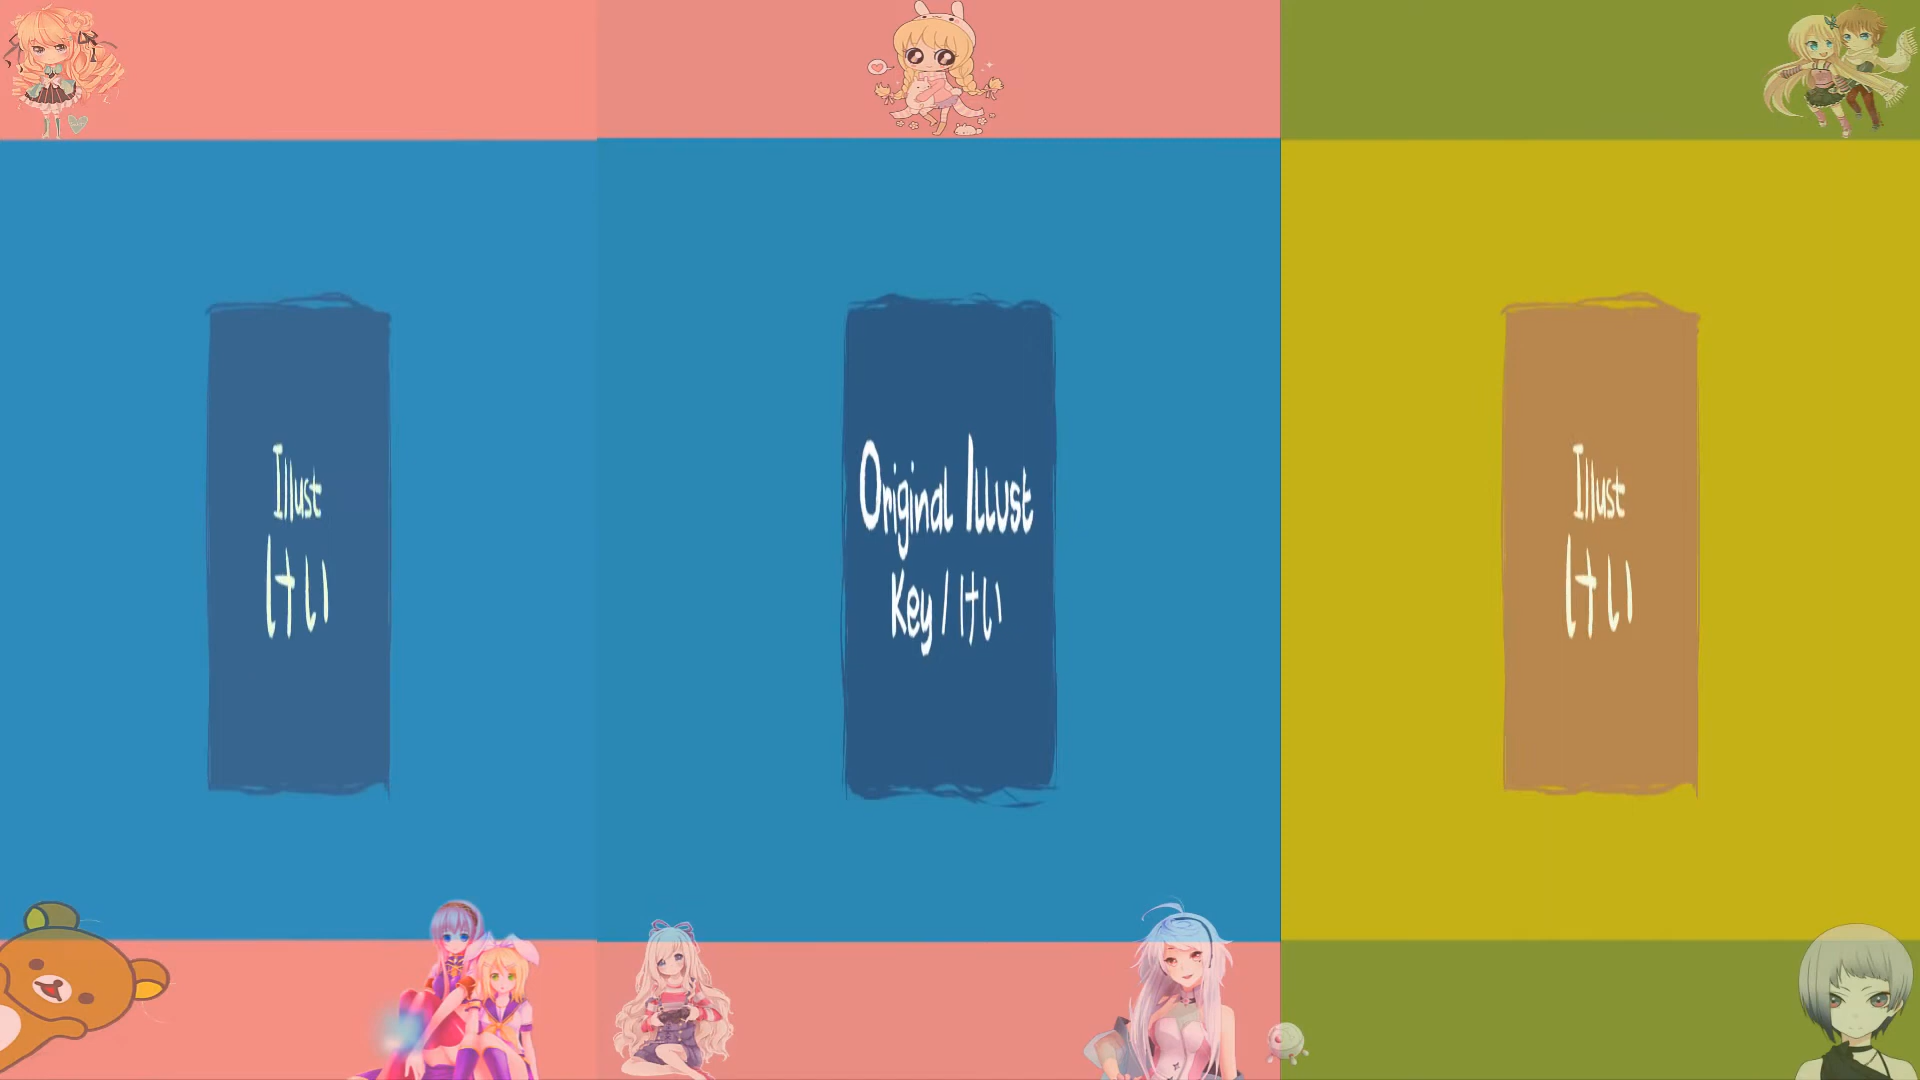 Illust
けい
Original Illust
Key / けい
Illust
けい